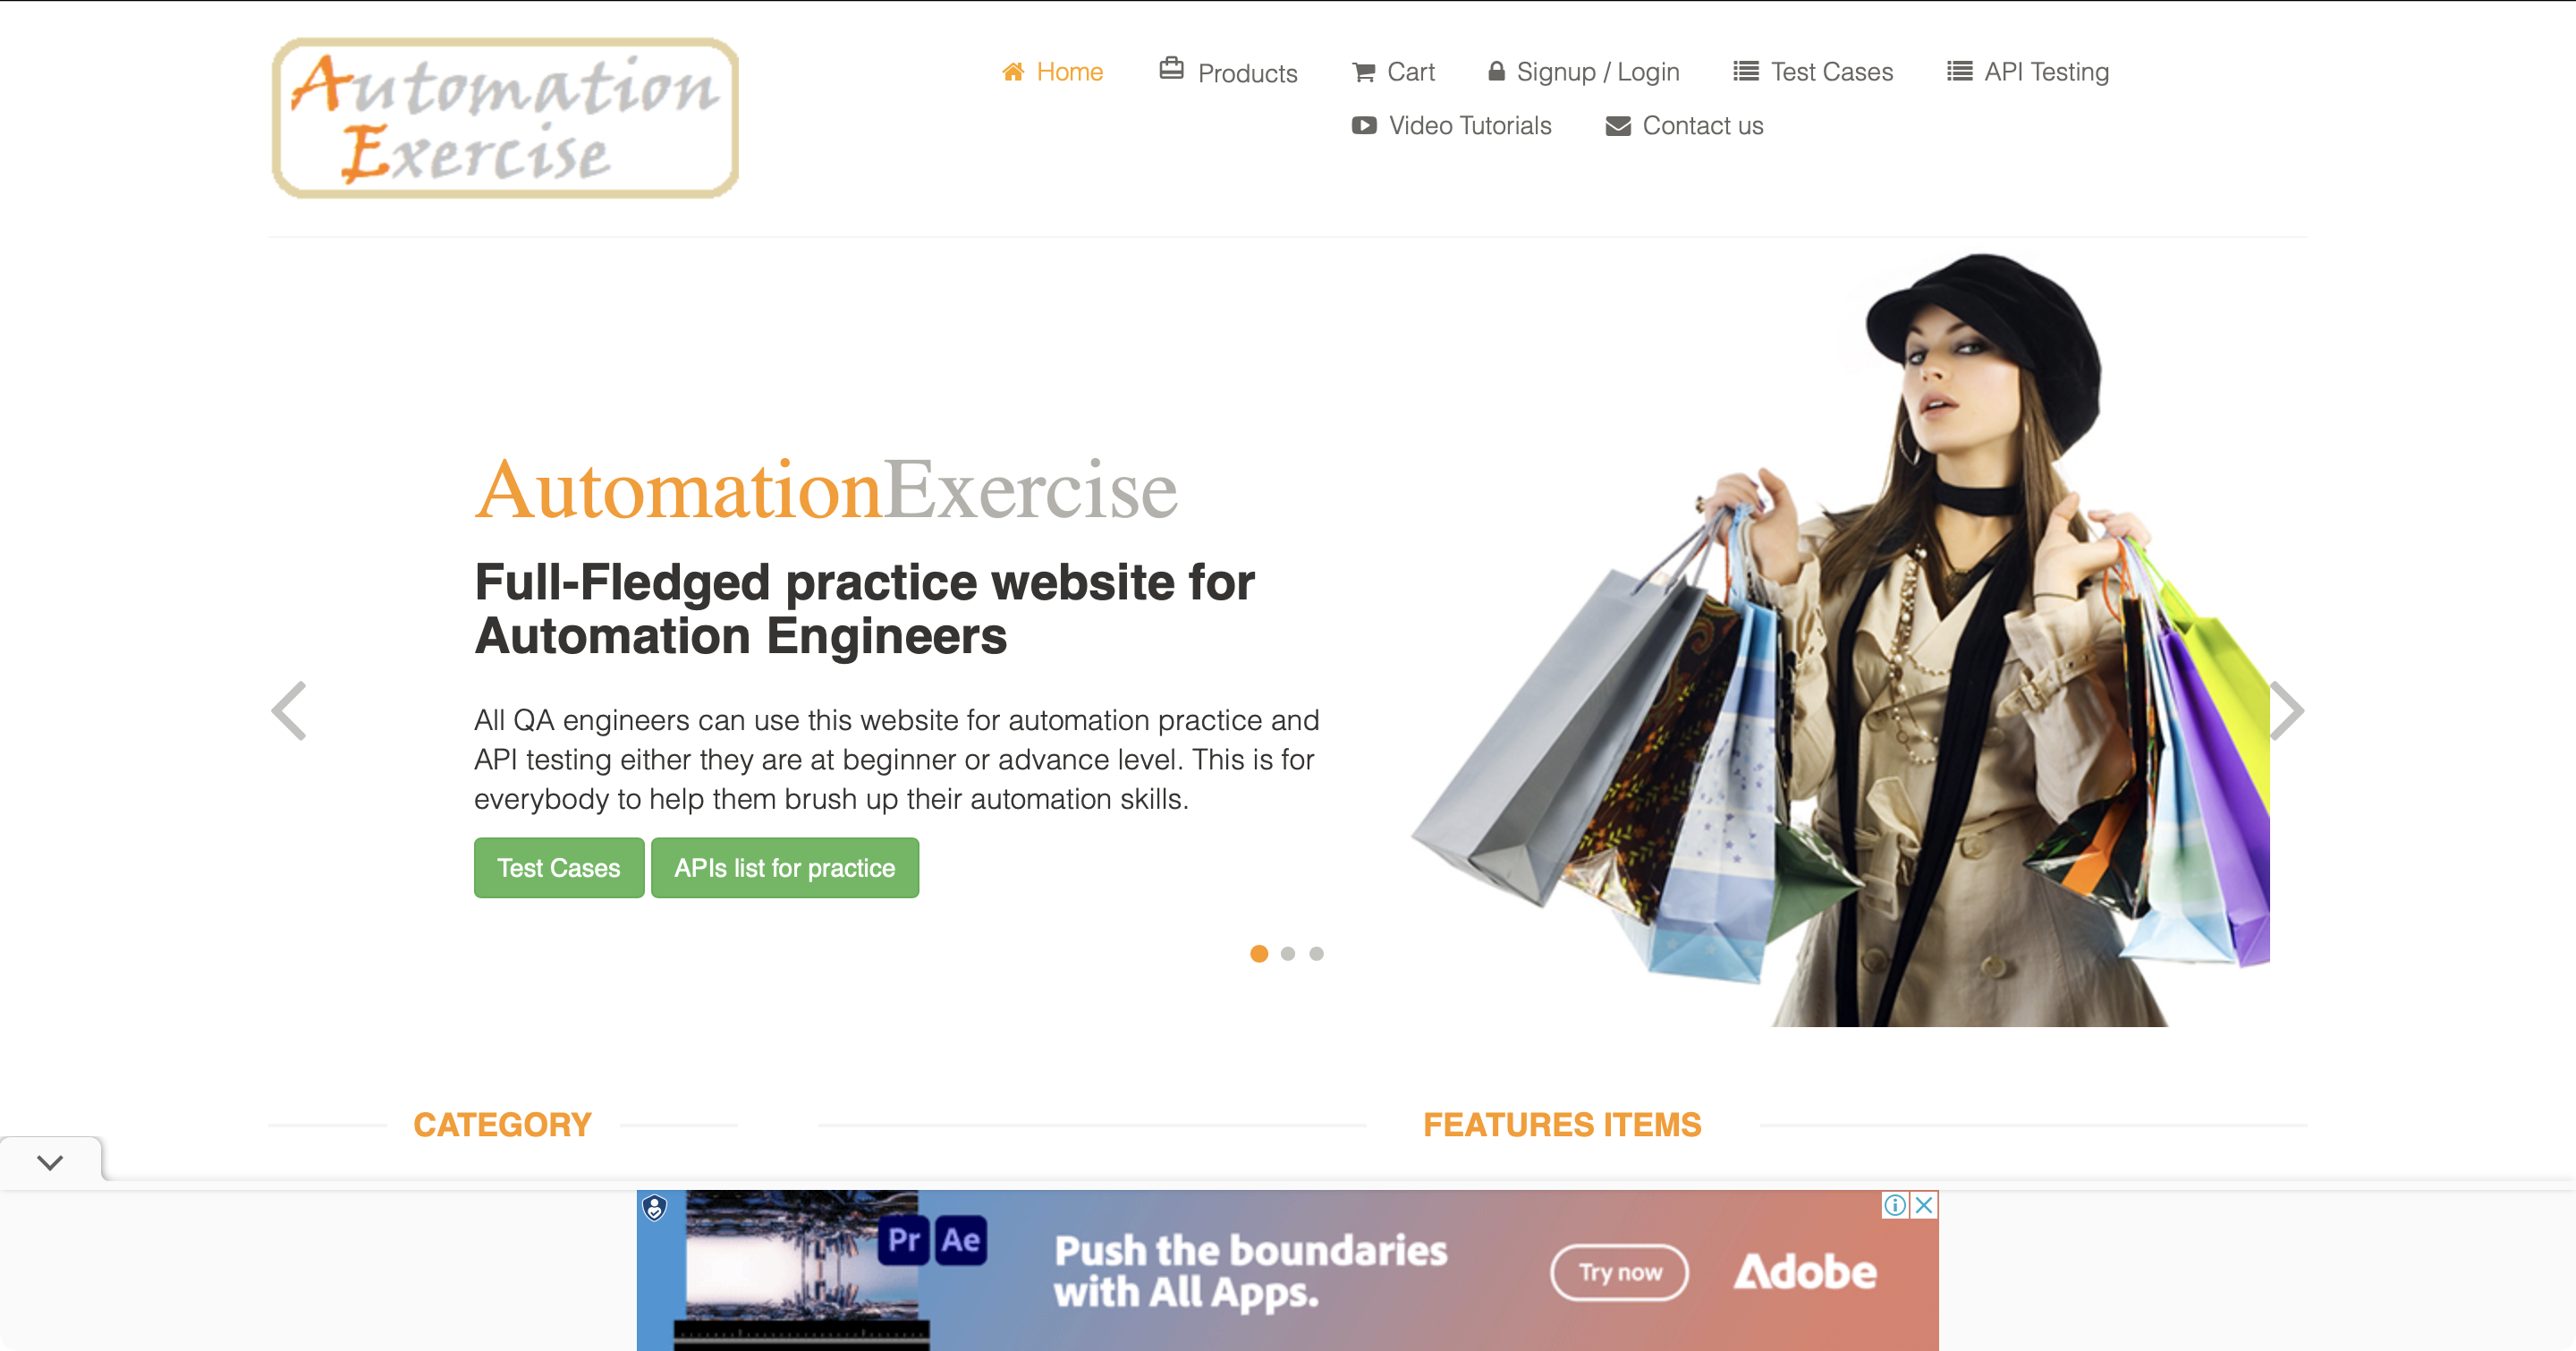 Automation
Exercise
Home
Products
Cart
Signup / Login
Test Cases
API Testing
Video Tutorials
Contact us
AutomationExercise
Full-Fledged practice website for
Automation Engineers
All QA engineers can use this website for automation practice and
API testing either they are at beginner or advance level. This is for
everybody to help them brush up their automation skills.
Test Cases
APIs list for practice
CATEGORY
FEATURES ITEMS
Pr Ae
Push the boundaries
with All Apps.
Try now
Adobe